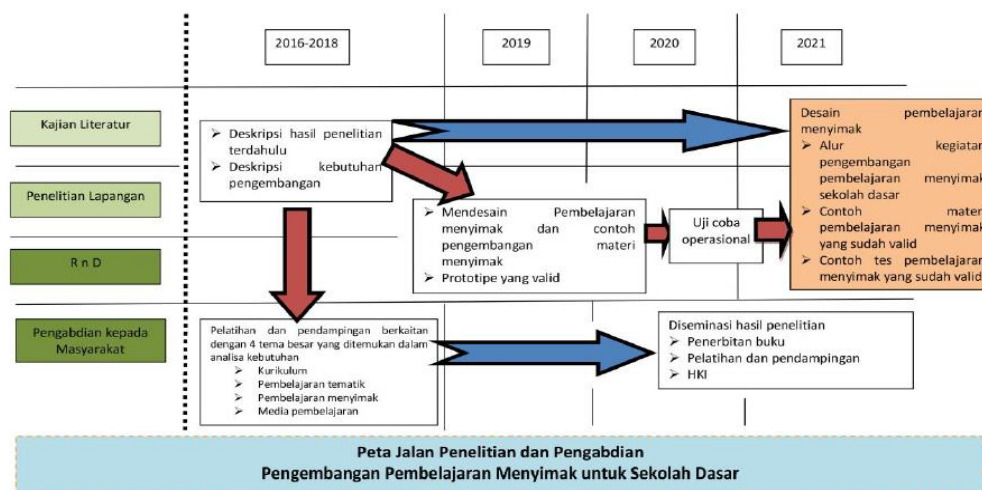 2016-2018
2019
2020
2021
Kajian Literatur
Penelitian Lapangan
R n D
Pengabdian kepada
Masyarakat
➢ Deskripsi hasil penelitian
terdahulu
➢ Deskripsi kebutuhan
pengembangan
➢ Mendesain Pembelajaran
menyimak dan contoh
pengembangan materi
menyimak
➢ Prototipe yang valid
Uji coba
operasional
Desain pembelajaran
menyimak
➢ Alur kegiatan
pengembangan
pembelajaran menyimak
sekolah dasar
➢ Contoh materi
pembelajaran menyimak
yang sudah valid
➢ Contoh tes pembelajaran
menyimak yang sudah valid
Pelatihan dan pendampingan berkaitan
dengan 4 tema besar yang ditemukan dalam
analisa kebutuhan
➢ Kurikulum
➢ Pembelajaran tematik
➢ Pembelajaran menyimak
➢ Media pembelajaran
Diseminasi hasil penelitian
➢ Penerbitan buku
➢ Pelatihan dan pendampingan
➢ HKI
Peta Jalan Penelitian dan Pengabdian
Pengembangan Pembelajaran Menyimak untuk Sekolah Dasar